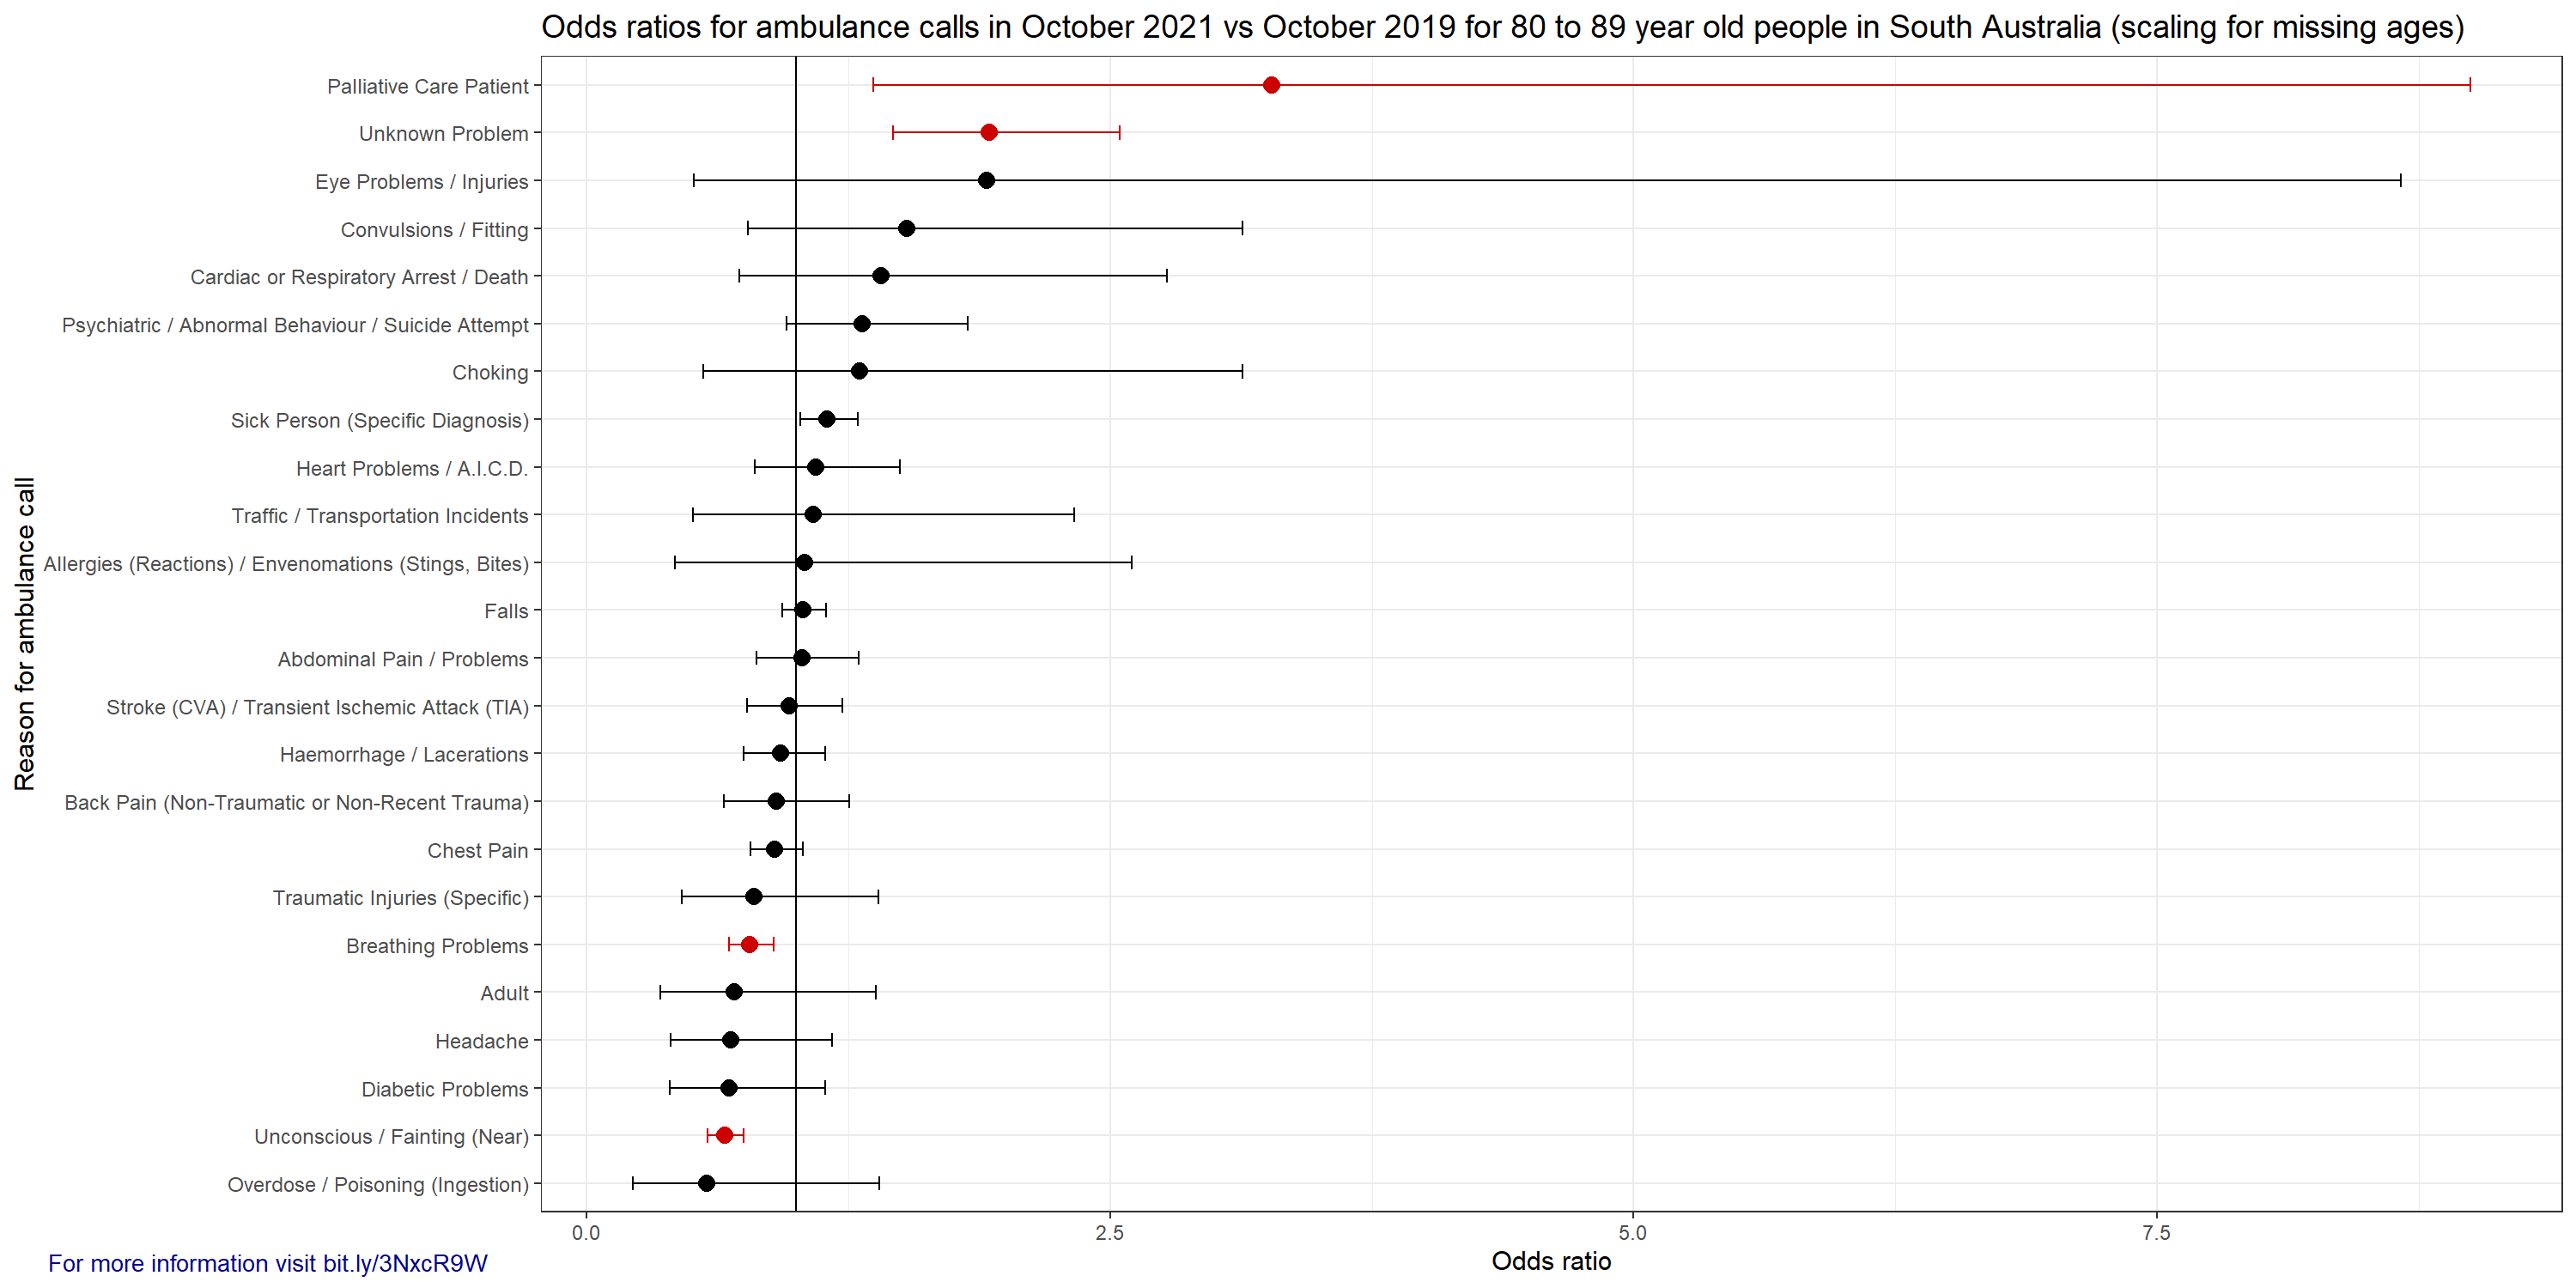 Odds ratios for ambulance calls in October 2021 vs October 2019 for 80 to 89 year old people in South Australia (scaling for missing ages)
Reason for ambulance call
Palliative Care Patient
Unknown Problem
Eye Problems / Injuries
Convulsions / Fitting
Cardiac or Respiratory Arrest / Death
Psychiatric / Abnormal Behaviour / Suicide Attempt
Choking
Sick Person (Specific Diagnosis)
Heart Problems / A.I.C.D.
Traffic / Transportation Incidents
Allergies (Reactions) / Envenomations (Stings, Bites)
Falls
Abdominal Pain / Problems
Stroke (CVA) / Transient Ischemic Attack (TIA)
Haemorrhage / Lacerations
Back Pain (Non-Traumatic or Non-Recent Trauma)
Chest Pain
Traumatic Injuries (Specific)
Breathing Problems
Adult
Headache
Diabetic Problems
Unconscious / Fainting (Near)
Overdose / Poisoning (Ingestion)
0.0 2.5 5.0 7.5
Odds ratio
For more information visit bit.ly/3NxcR9W